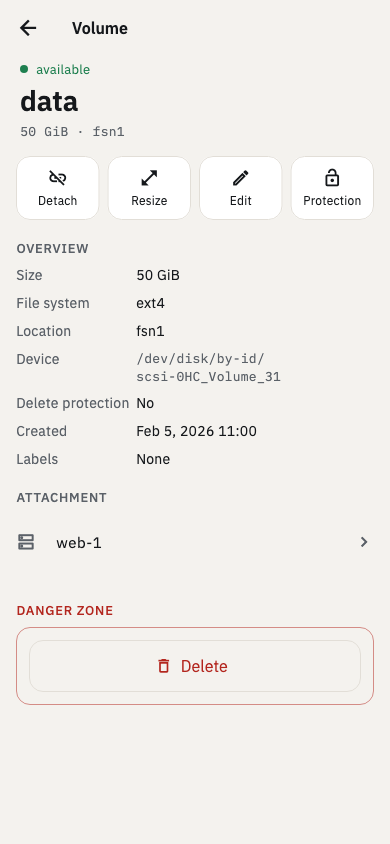 Volume
available
data
50 GiB · fsn1
Detach
Resize
Edit
Protection
OVERVIEW
Size 50 GiB
File system ext4
Location fsn1
Device /dev/disk/by-id/
scsi-0HC_Volume_31
Delete protection No
Created Feb 5, 2026 11:00
Labels None
ATTACHMENT
web-1
DANGER ZONE
Delete